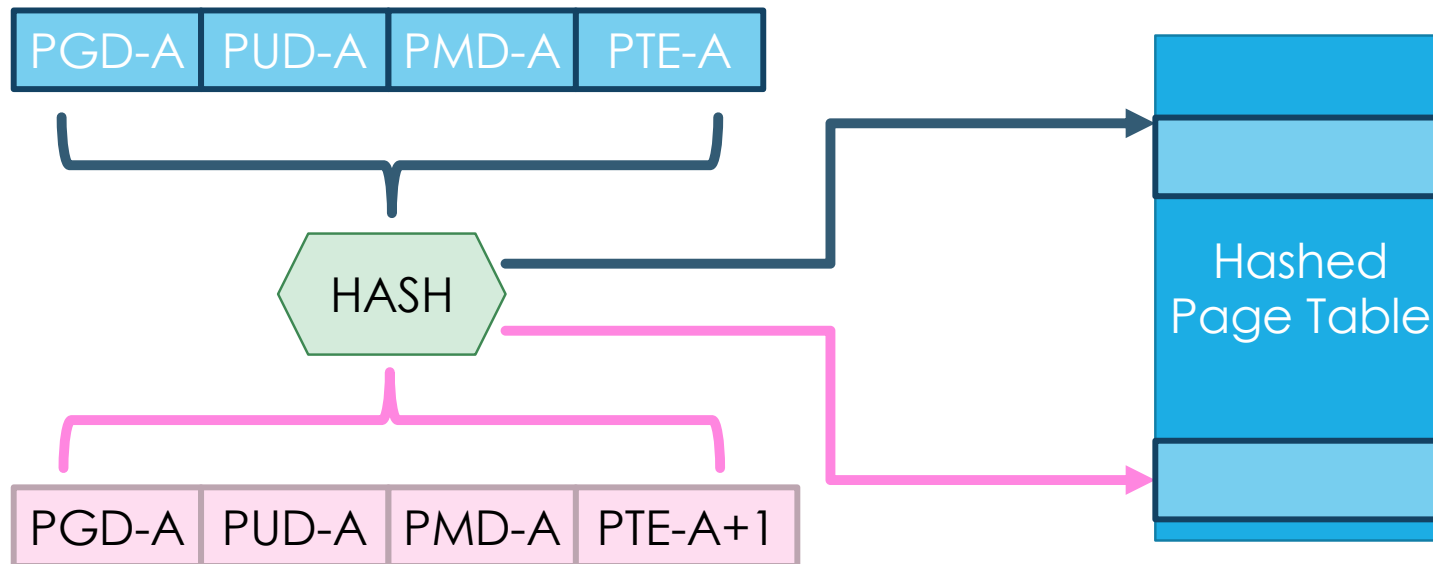 PGD-A PUD-A PMD-A PTE-A
HASH
Hashed
Page Table
PGD-A PUD-A PMD-A PTE-A+1